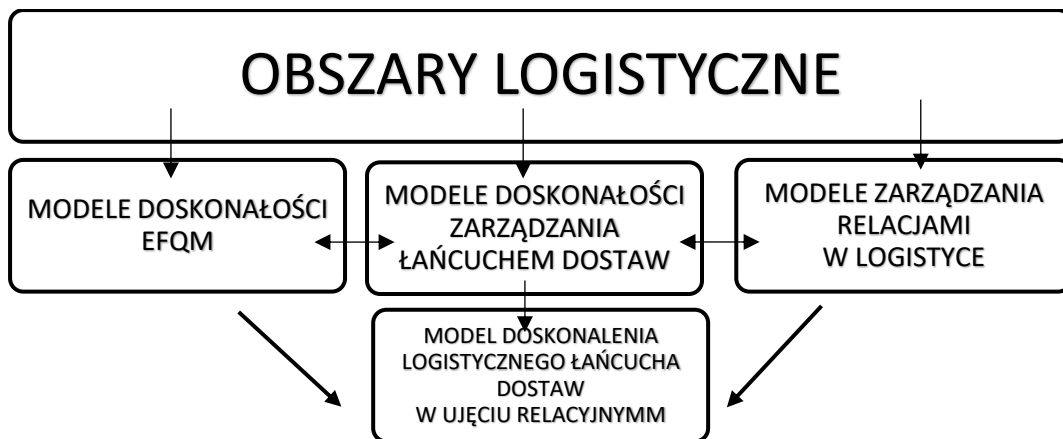 OBSZARY LOGISTYCZNE
MODELE DOSKONAŁOŚCI
EFQM
MODELE DOSKONAŁOŚCI
ZARZĄDZANIA
ŁAŃCUCHEM DOSTAW
MODELE ZARZĄDZANIA
RELACJAMI
W LOGISTYCE
MODEL DOSKONALENIA
LOGISTYCZNEGO ŁAŃCUCHA
DOSTAW
W UJĘCIU RELACYJNYMM